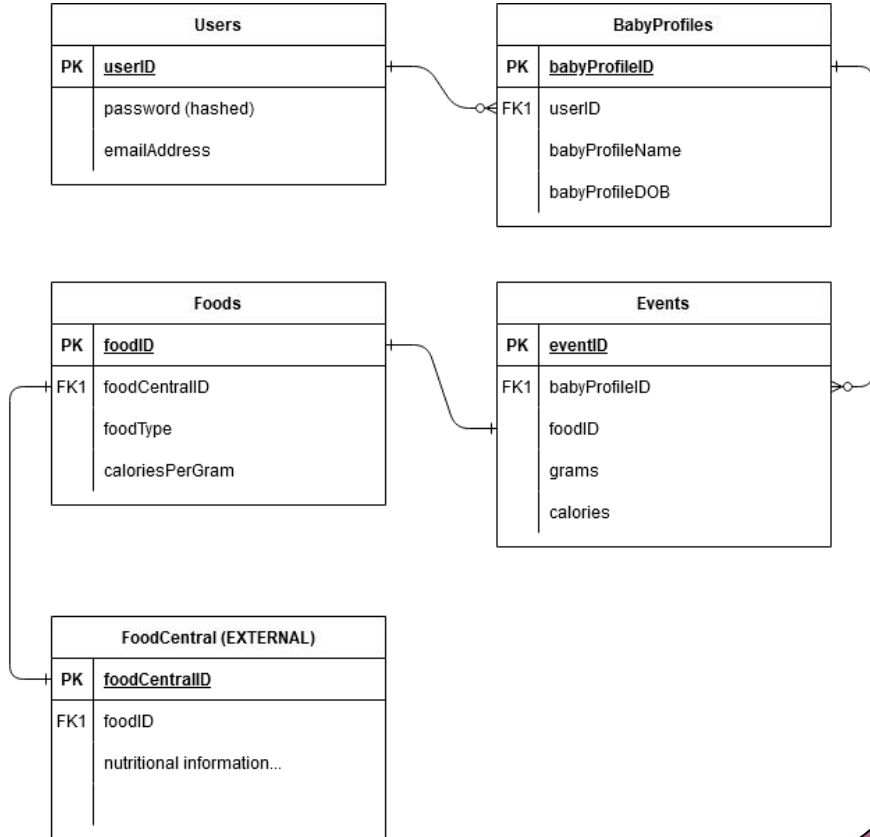 Users
PK userID
password (hashed)
emailAddress
BabyProfiles
PK babyProfileID
FK1 userID
babyProfileName
babyProfileDOB
Foods
PK foodID
FK1 foodCentralID
foodType
caloriesPerGram
Events
PK eventID
FK1 babyProfileID
foodID
grams
calories
FoodCentral (EXTERNAL)
PK foodCentralID
FK1 foodID
nutritional information...